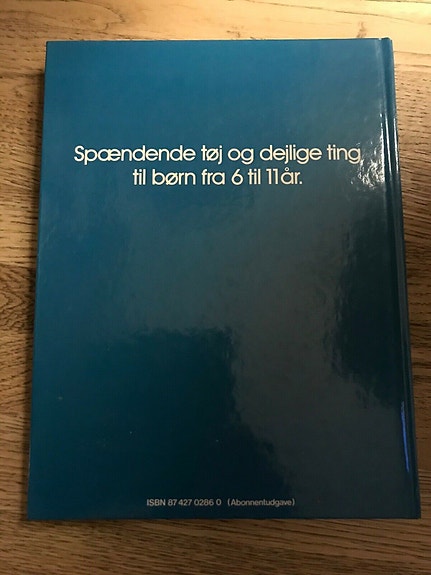 Spændende tøj og dejlige ting
til børn fra 6 til 11 år.
ISBN 87 427 0286 0 (Abonnentudgave)